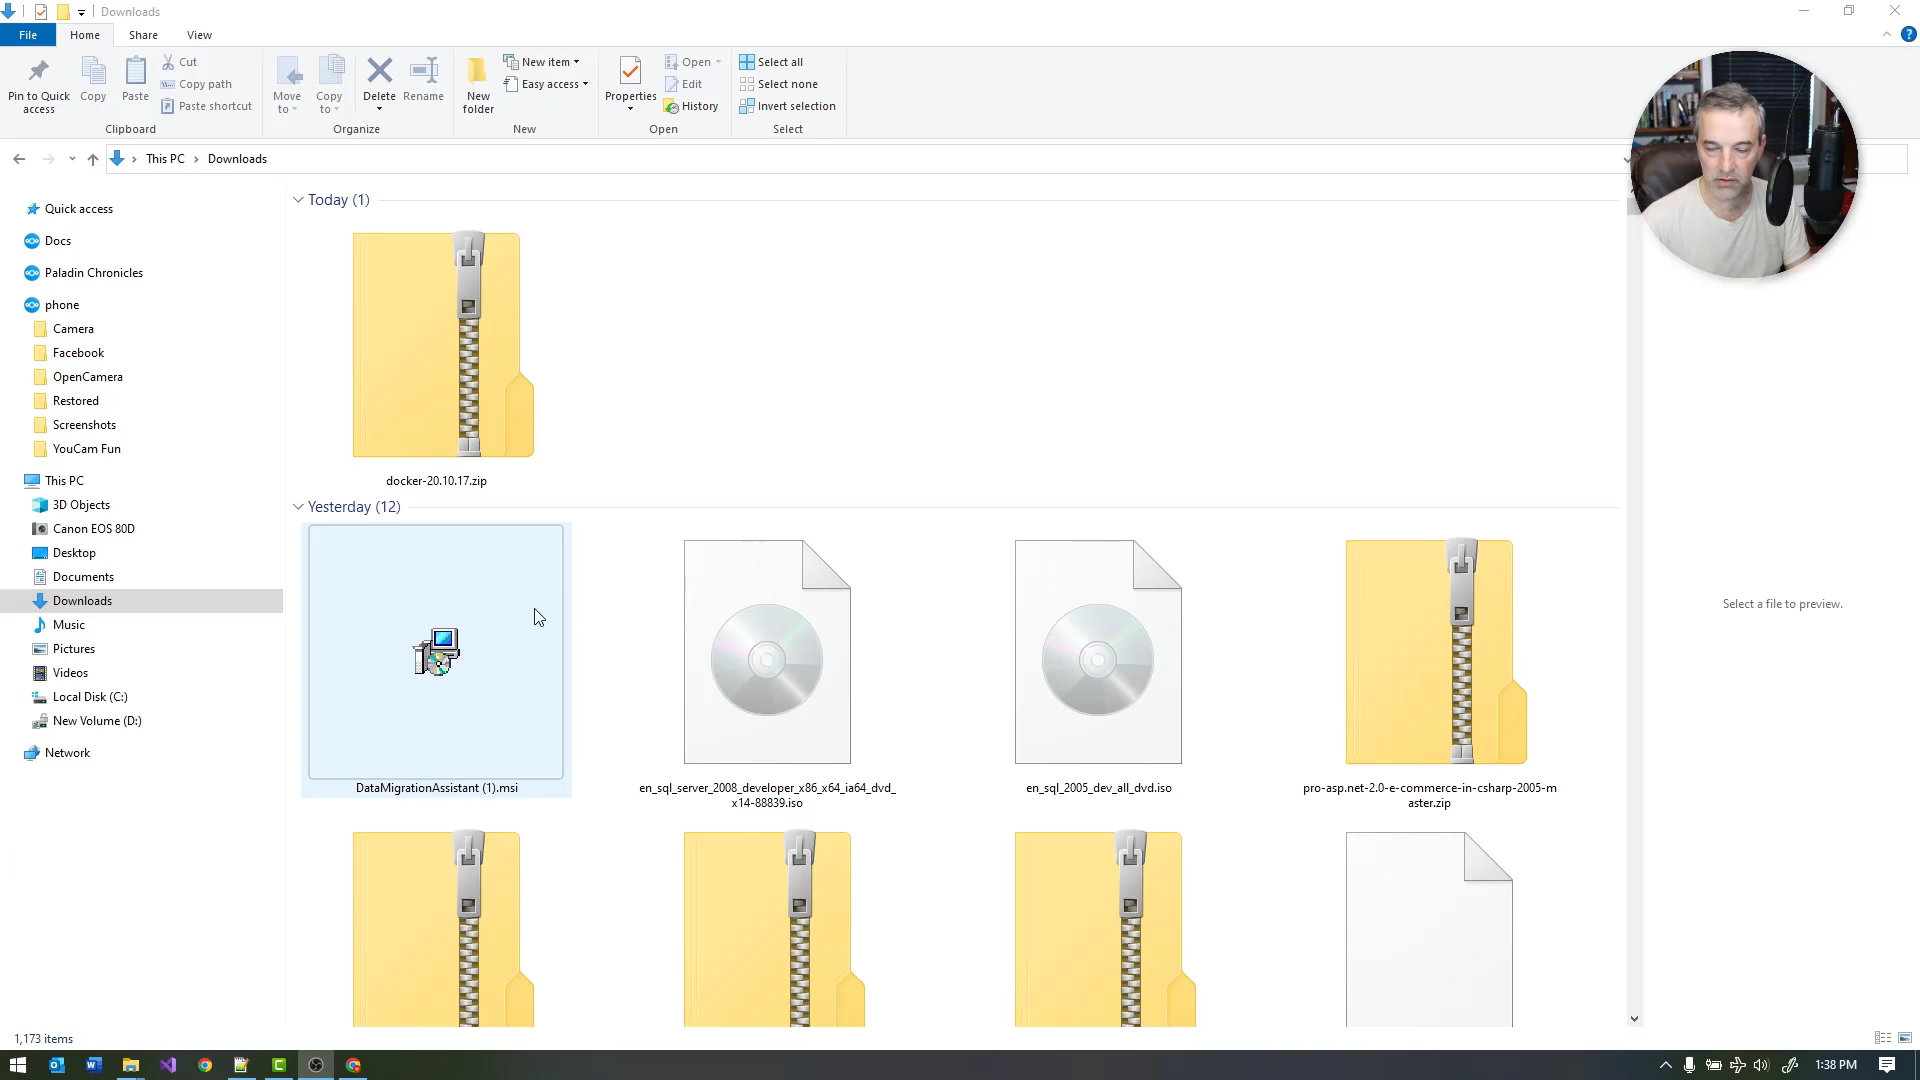 Downloads
File
Home
Share
View
Pin to Quick
access
Copy
Paste
Cut
Copy path
Paste shortcut
Clipboard
Move
to
Copy
to
Delete
Rename
Organize
New
folder
New item
Easy access
New
Properties
Open
Edit
History
Open
Select all
Select none
Invert selection
Select
This PC
Downloads
Quick access
Docs
Paladin Chronicles
phone
Camera
Facebook
OpenCamera
Restored
Screenshots
YouCam Fun
This PC
3D Objects
Canon EOS 80D
Desktop
Documents
Downloads
Music
Pictures
Videos
Local Disk (C:)
New Volume (D:)
Network
Today (1)
docker-20.10.17.zip
Yesterday (12)
DataMigrationAssistant (1).msi
en_sql_server_2008_developer_x86_x64_ia64_dvd_
x14-88839.iso
en_sql_2005_dev_all_dvd.iso
pro-asp.net-2.0-e-commerce-in-csharp-2005-m
aster.zip
Select a file to preview.
1,173 items
1:38 PM